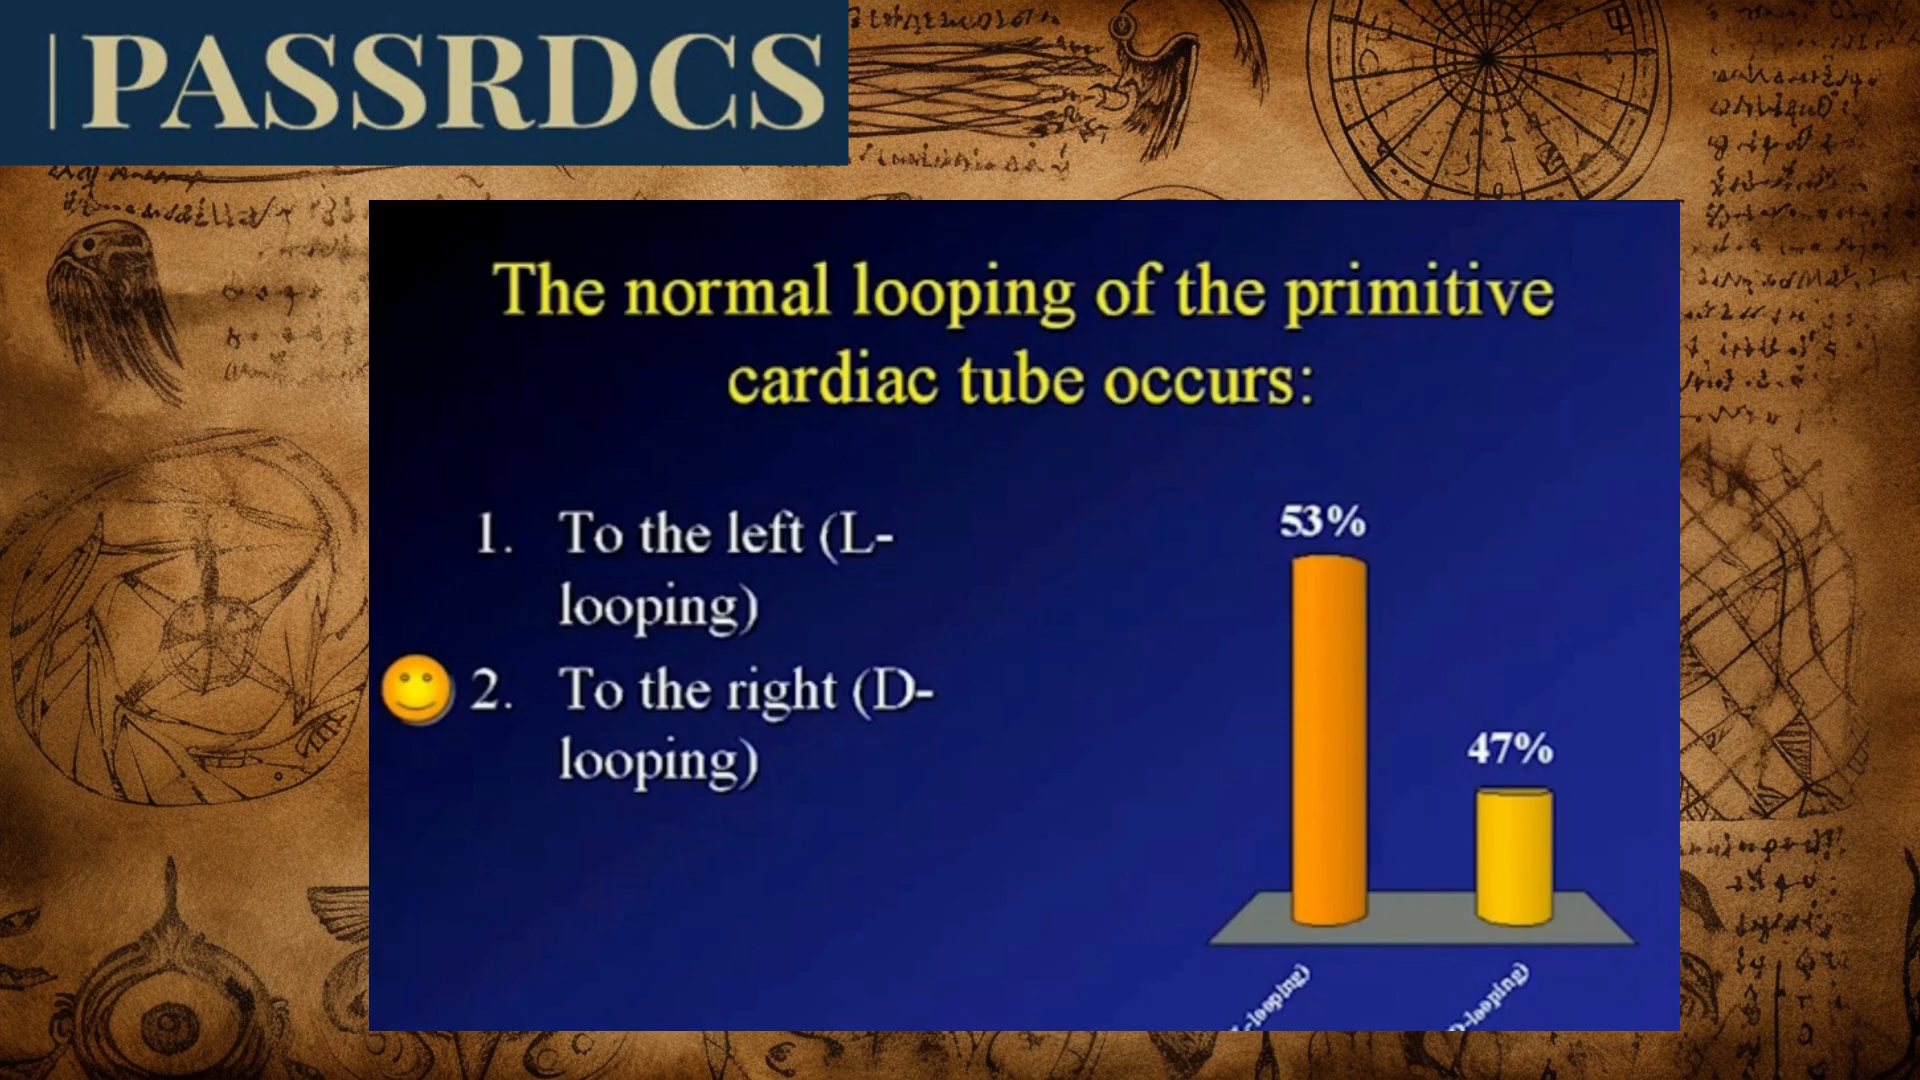 PASSRDCS
The normal looping of the primitive
cardiac tube occurs:
1. To the left (L-
looping)
2. To the right (D-
looping)
53%
47%
-looping)
D-looping)